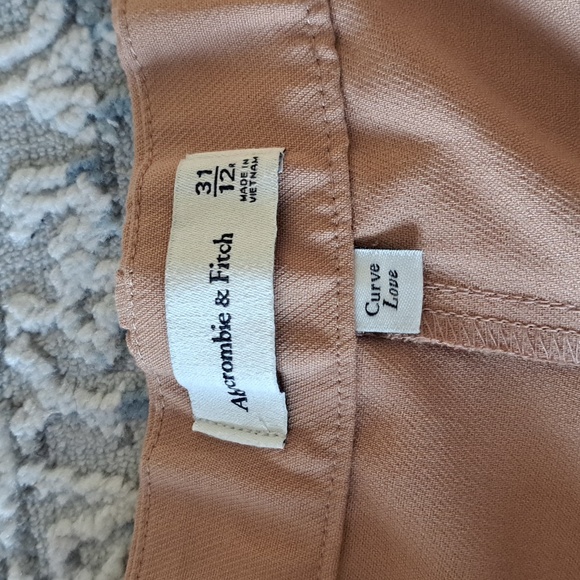 Abercrombie & Fitch
31
12R
MADE IN
VIETNAM
Curve
Love